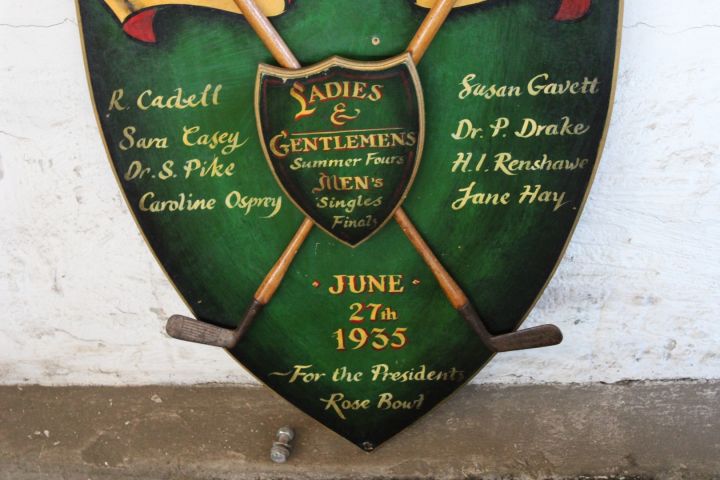 R. Cadell
Sara Casey
Dr. S. Pike
Caroline Osprey
LADIES
&
GENTLEMENS
Summer Fours
MEN'S
Singles
Finals
Susan Gavett
Dr. P. Drake
H.I. Renshawe
Jane Hay
· JUNE ·
27th
1935
~For the Presidents
Rose Bowl